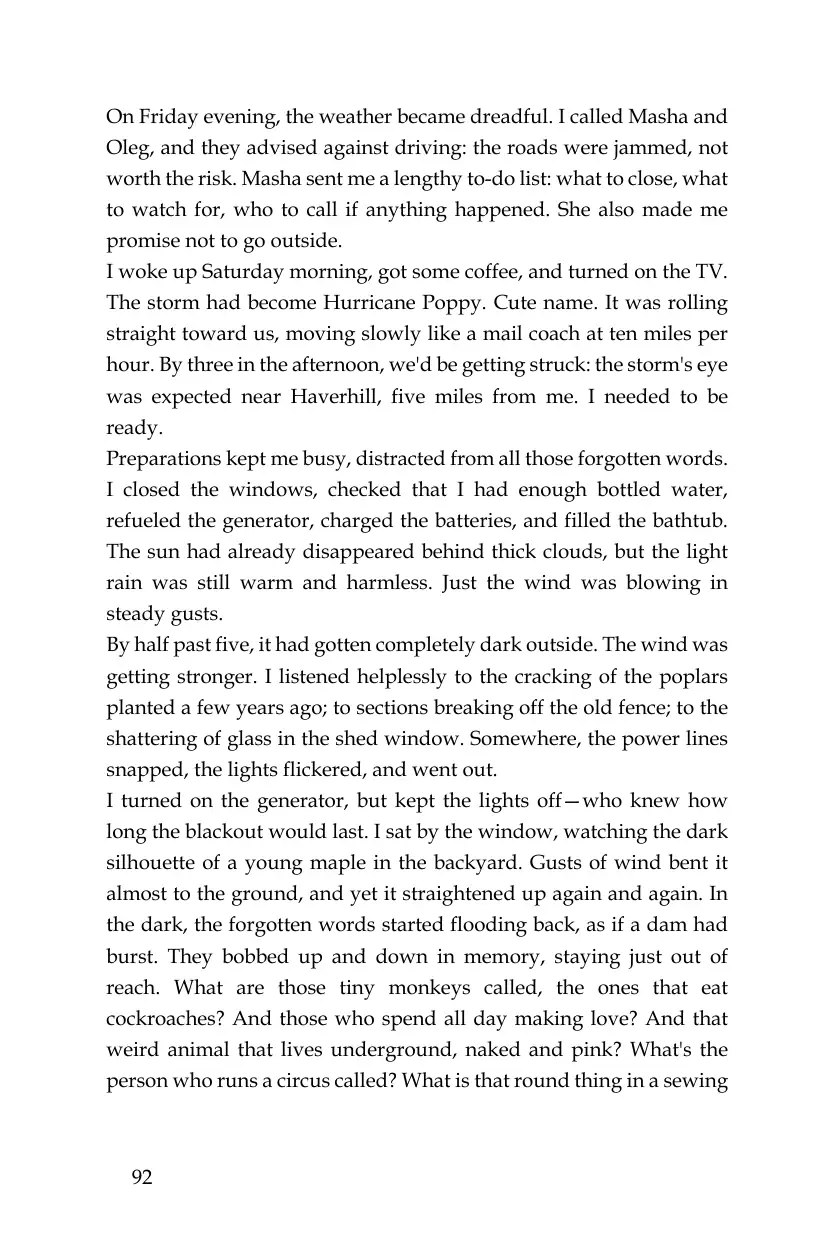 On Friday evening, the weather became dreadful. I called Masha and
Oleg, and they advised against driving: the roads were jammed, not
worth the risk. Masha sent me a lengthy to-do list: what to close, what
to watch for, who to call if anything happened. She also made me
promise not to go outside.
I woke up Saturday morning, got some coffee, and turned on the TV.
The storm had become Hurricane Poppy. Cute name. It was rolling
straight toward us, moving slowly like a mail coach at ten miles per
hour. By three in the afternoon, we'd be getting struck: the storm's eye
was expected near Haverhill, five miles from me. I needed to be
ready.
Preparations kept me busy, distracted from all those forgotten words.
I closed the windows, checked that I had enough bottled water,
refueled the generator, charged the batteries, and filled the bathtub.
The sun had already disappeared behind thick clouds, but the light
rain was still warm and harmless. Just the wind was blowing in
steady gusts.
By half past five, it had gotten completely dark outside. The wind was
getting stronger. I listened helplessly to the cracking of the poplars
planted a few years ago; to sections breaking off the old fence; to the
shattering of glass in the shed window. Somewhere, the power lines
snapped, the lights flickered, and went out.
I turned on the generator, but kept the lights off—who knew how
long the blackout would last. I sat by the window, watching the dark
silhouette of a young maple in the backyard. Gusts of wind bent it
almost to the ground, and yet it straightened up again and again. In
the dark, the forgotten words started flooding back, as if a dam had
burst. They bobbed up and down in memory, staying just out of
reach. What are those tiny monkeys called, the ones that eat
cockroaches? And those who spend all day making love? And that
weird animal that lives underground, naked and pink? What's the
person who runs a circus called? What is that round thing in a sewing
92